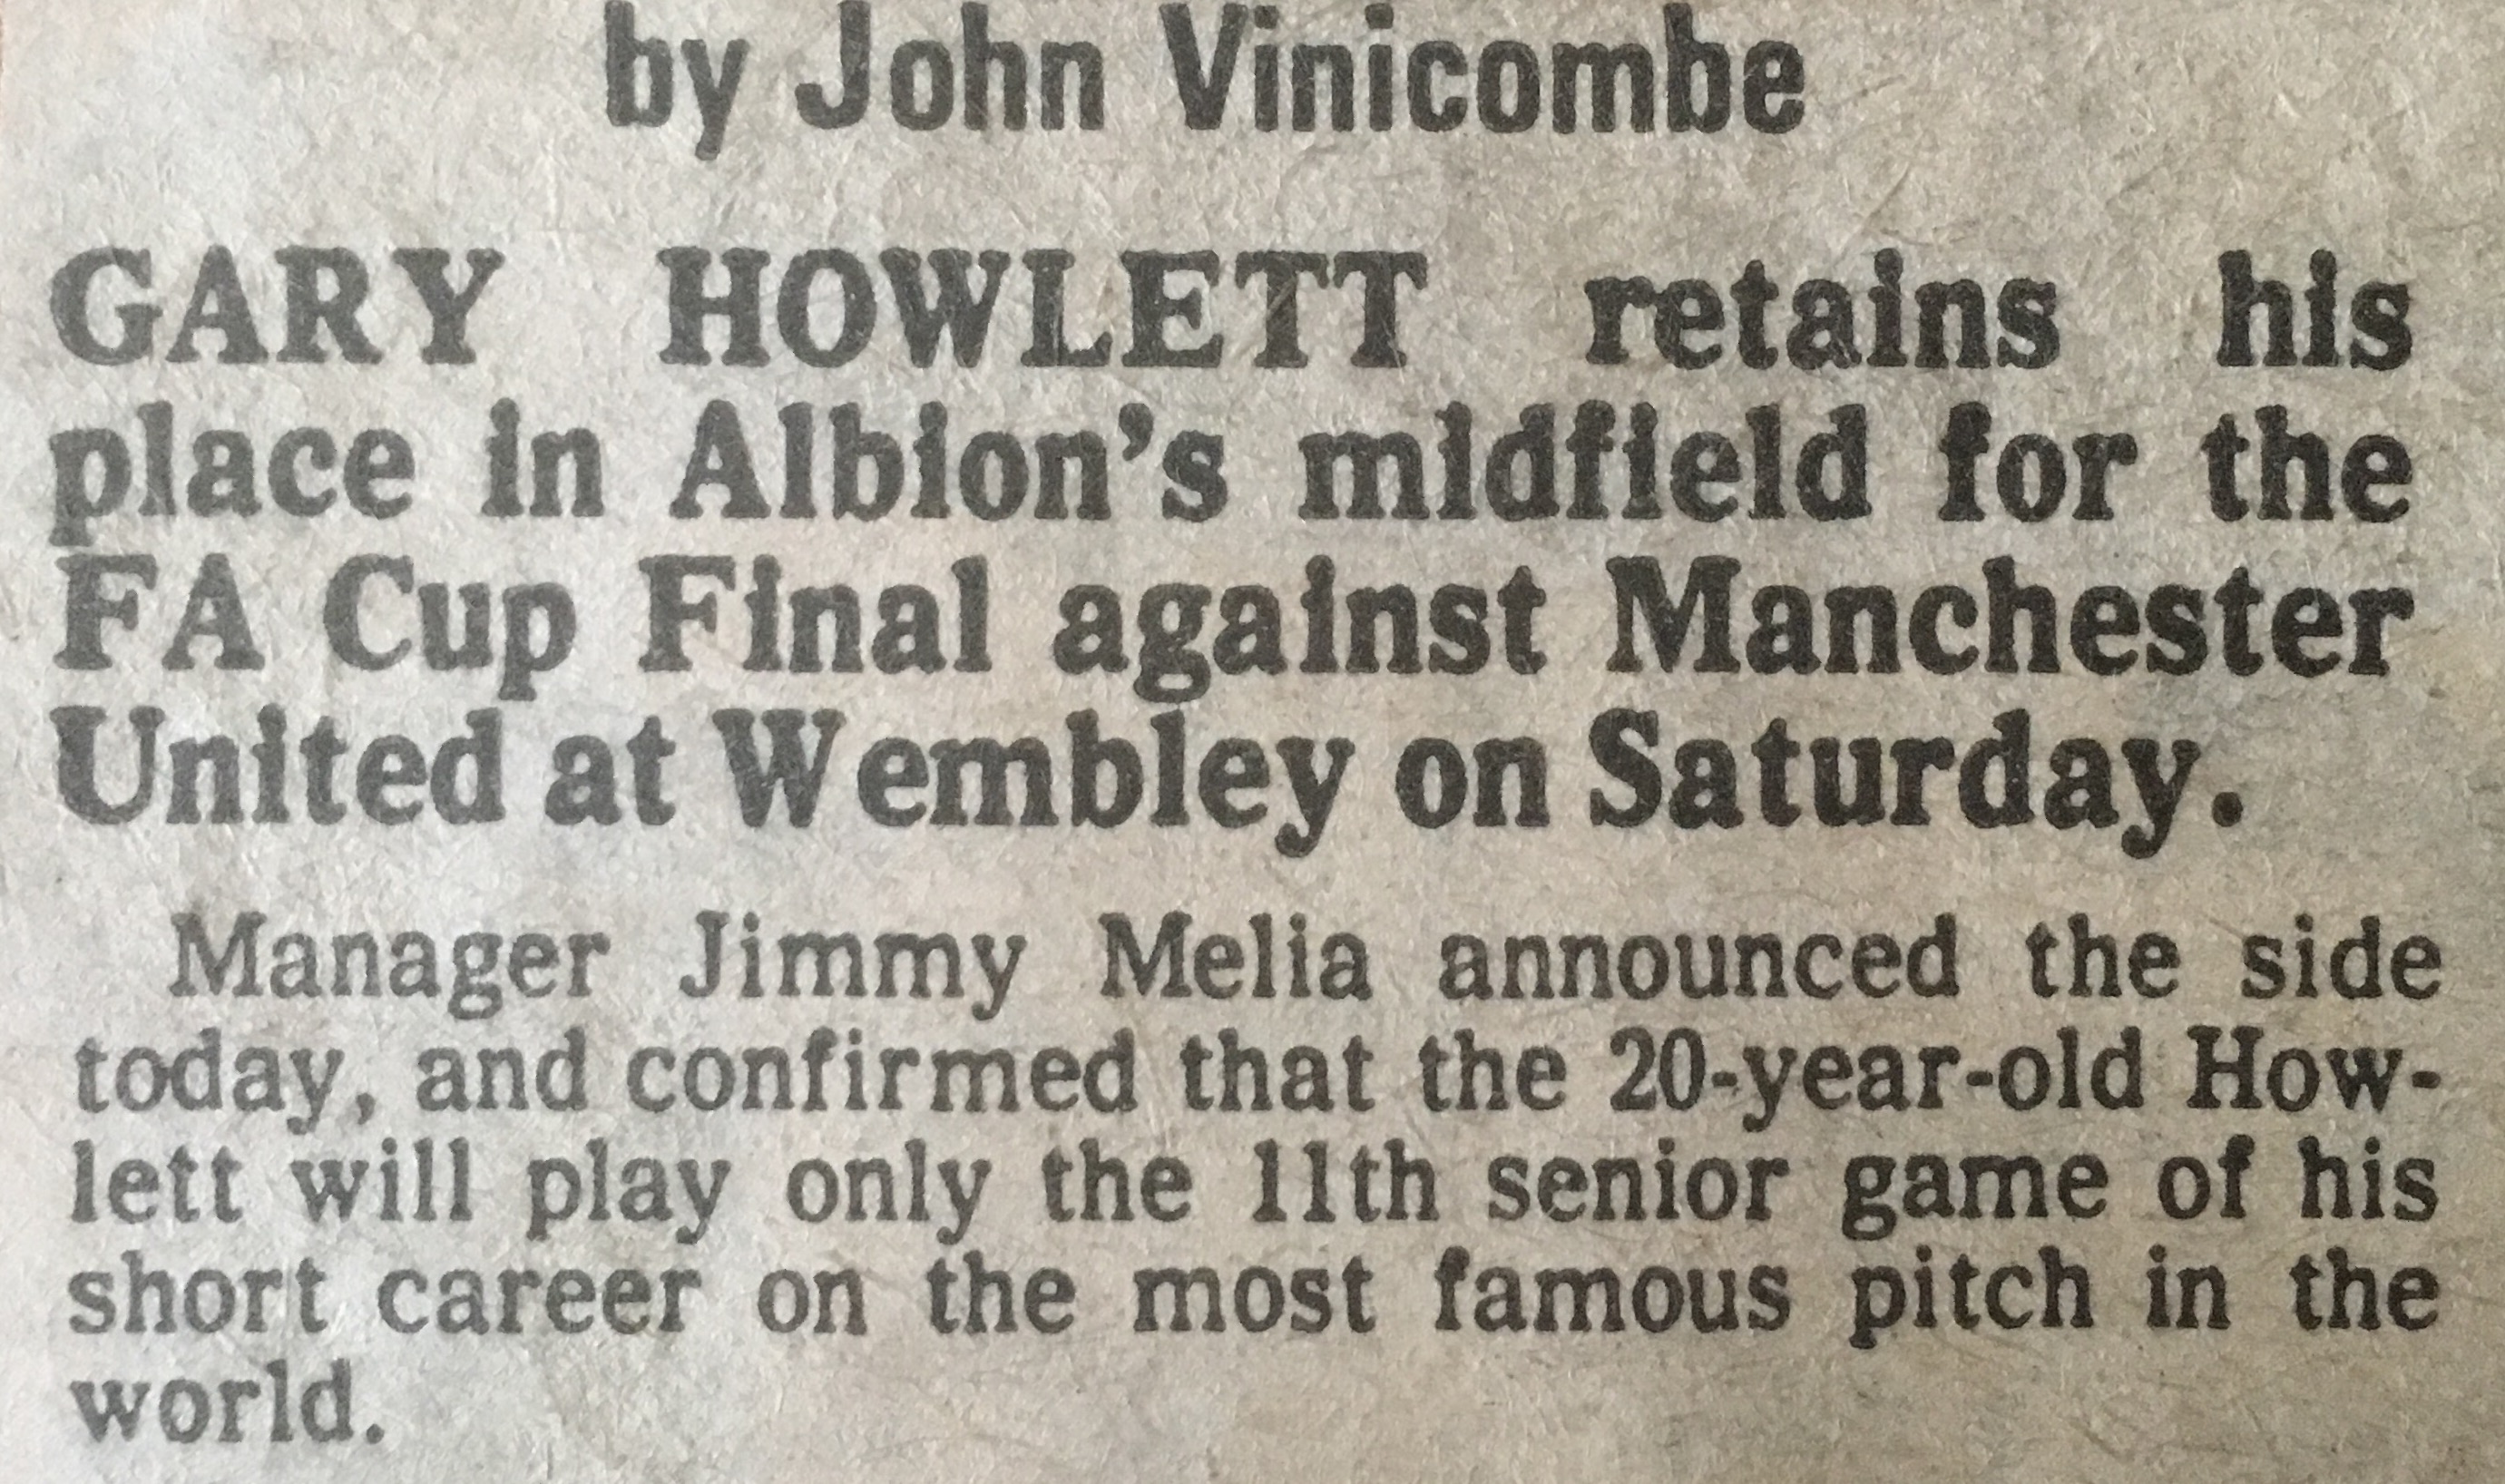 by John Vinicombe
GARY HOWLETT retains his
place in Albion's midfield for the
FA Cup Final against Manchester
United at Wembley on Saturday.
Manager Jimmy Melia announced the side
today, and confirmed that the 20-year-old How-
lett will play only the 11th senior game of his
short career on the most famous pitch in the
world.